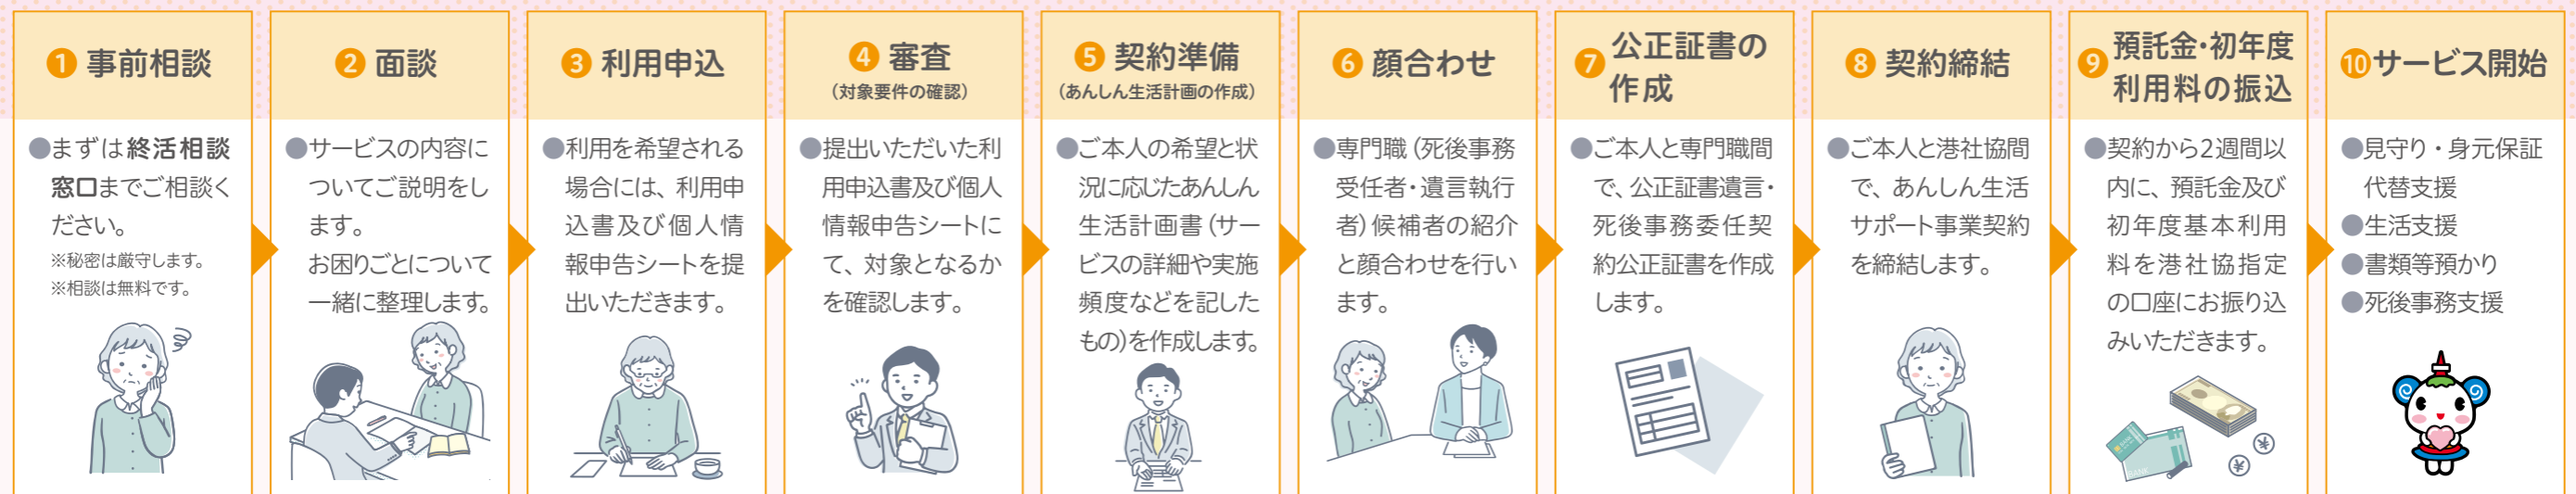 ❶ 事前相談
●まずは終活相談
窓口までご相談く
ださい。
※秘密は厳守します。
※相談は無料です。
❷ 面談
●サービスの内容に
ついてご説明をし
ます。
お困りごとについて
一緒に整理します。
❸ 利用申込
●利用を希望される
場合には、利用申
込書及び個人情
報申告シートを提
出いただきます。
❹ 審査
（対象要件の確認）
●提出いただいた利
用申込書及び個人
情報申告シートに
て、対象となるか
を確認します。
❺ 契約準備
（あんしん生活計画の作成）
●ご本人の希望と状
況に応じたあんしん
生活計画書（サー
ビスの詳細や実施
頻度などを記した
もの）を作成します。
❻ 顔合わせ
●専門職（死後事務
受任者・遺言執行
者）候補者の紹介
と顔合わせを行い
ます。
❼ 公正証書の
作成
●ご本人と専門職間
で、公正証書遺言・
死後事務委任契
約公正証書を作成
します。
❽ 契約締結
●ご本人と港社協間
で、あんしん生活
サポート事業契約
を締結します。
❾ 預託金・初年度
利用料の振込
●契約から2週間以
内に、預託金及び
初年度基本利用
料を港社協指定
の口座にお振り込
みいただきます。
BANK
BANK
¥
¥
❿サービス開始
●見守り・身元保証
代替支援
●生活支援
●書類等預かり
●死後事務支援